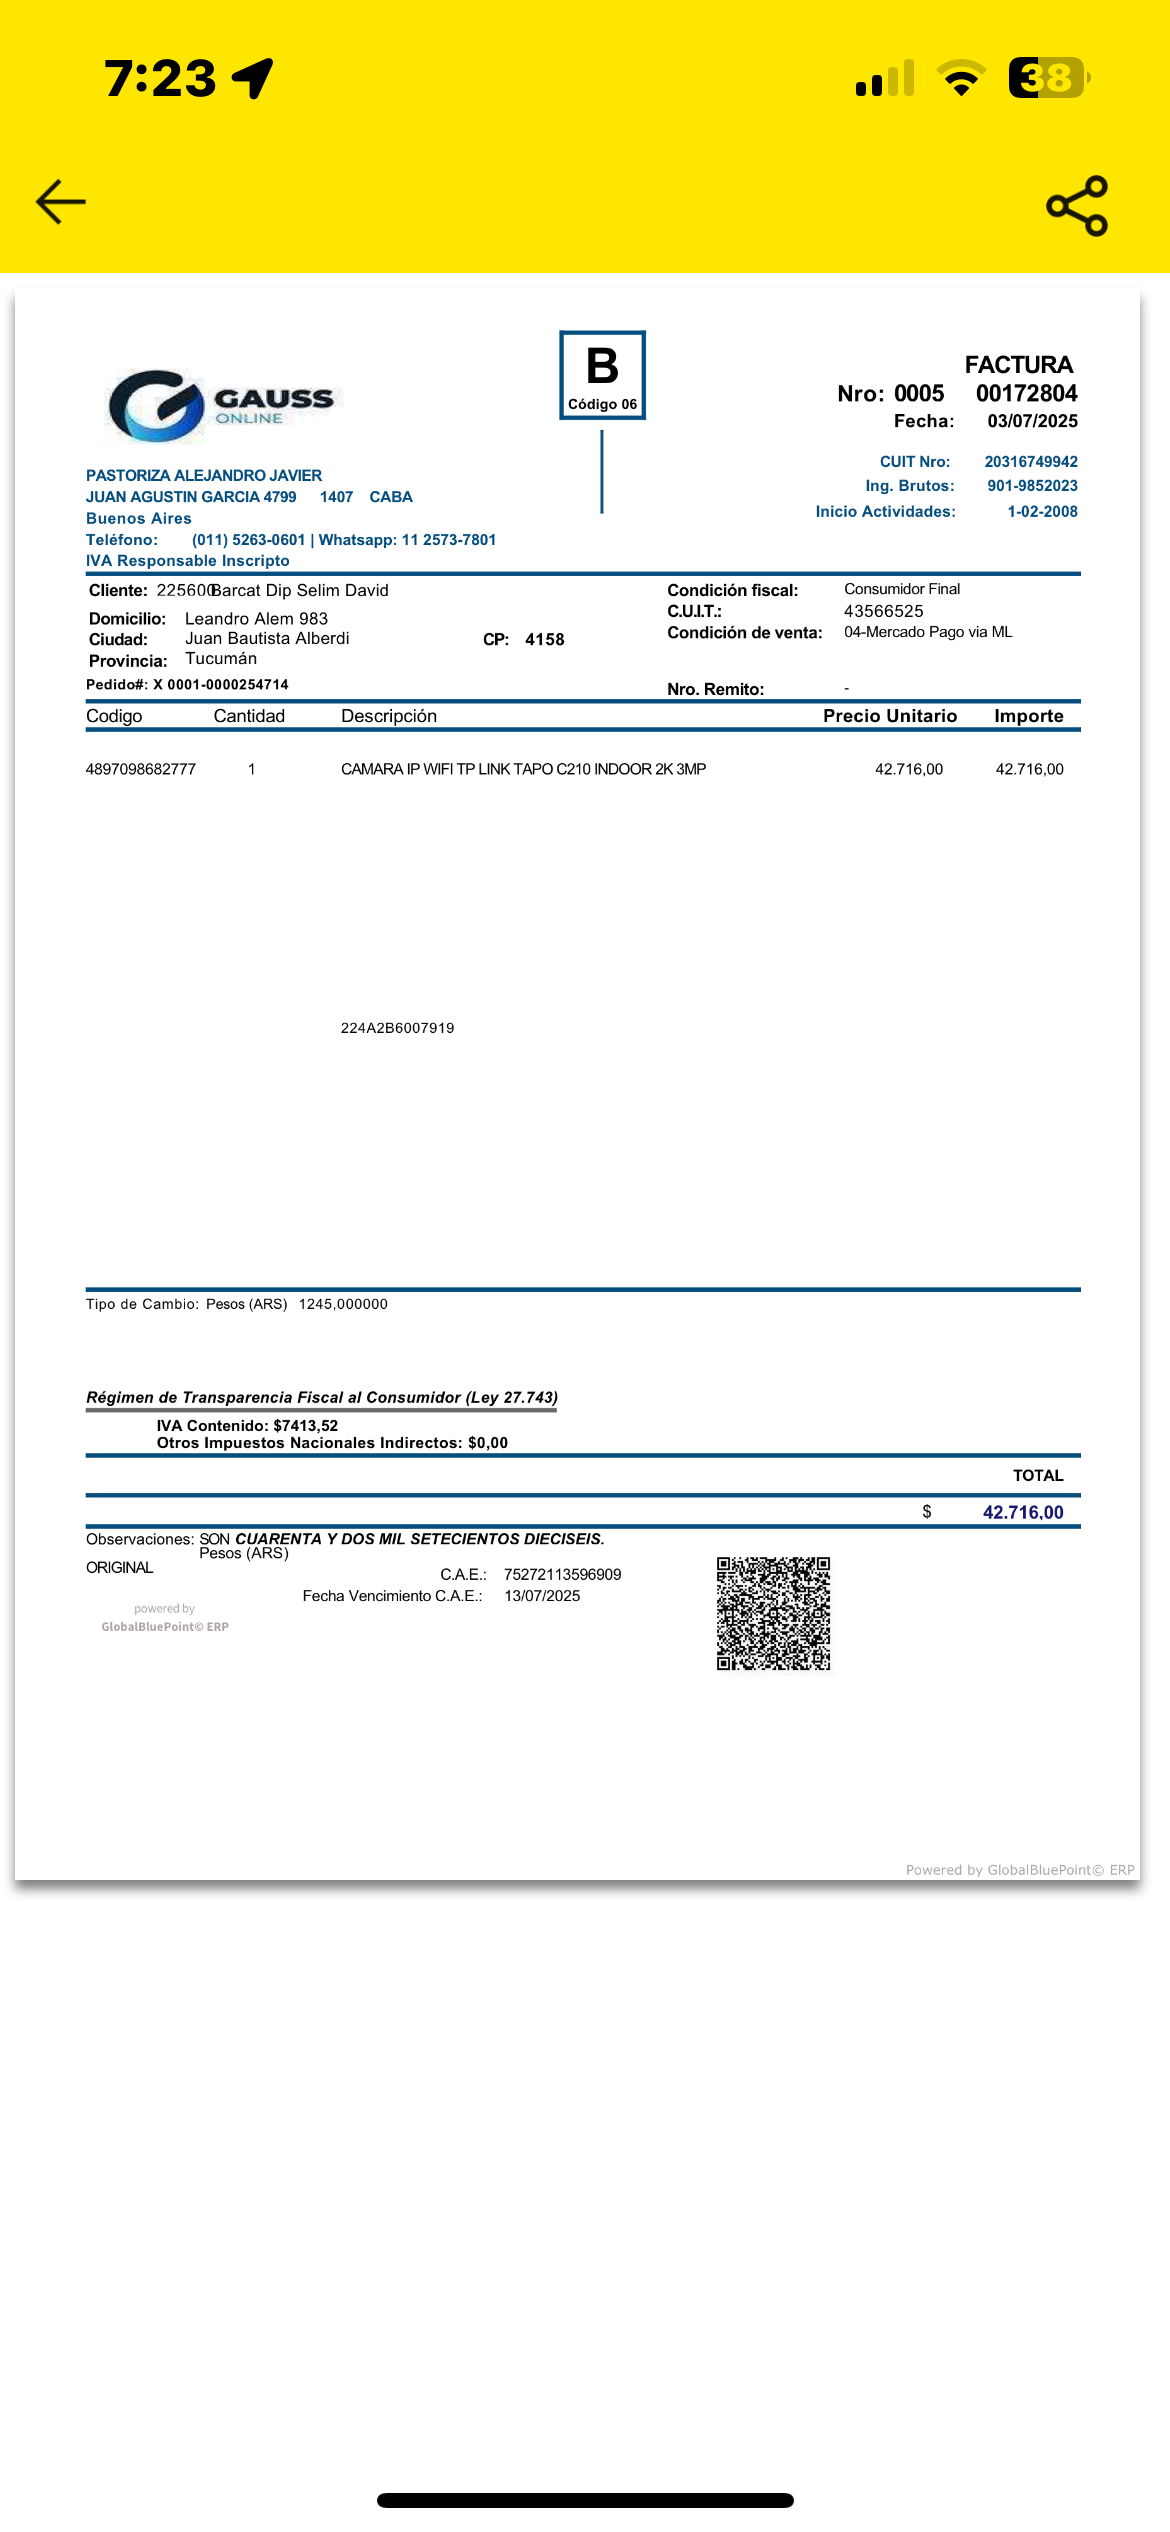 7:23
38
GAUSS
ONLINE
B
Código 06
FACTURA
Nro: 0005 00172804
Fecha: 03/07/2025
CUIT Nro: 20316749942
Ing. Brutos: 901-9852023
Inicio Actividades: 1-02-2008
PASTORIZA ALEJANDRO JAVIER
JUAN AGUSTIN GARCIA 4799 1407 CABA
Buenos Aires
Teléfono: (011) 5263-0601 | Whatsapp: 11 2573-7801
IVA Responsable Inscripto
Cliente: 225600 Barcat Dip Selim David
Domicilio: Leandro Alem 983
Ciudad: Juan Bautista Alberdi CP: 4158
Provincia: Tucumán
Pedido#: X 0001-0000254714
Condición fiscal: Consumidor Final
C.U.I.T.: 43566525
Condición de venta: 04-Mercado Pago via ML
Nro. Remito: -
Codigo Cantidad Descripción Precio Unitario Importe
4897098682777 1 CAMARA IP WIFI TP LINK TAPO C210 INDOOR 2K 3MP 42.716,00 42.716,00
224A2B6007919
Tipo de Cambio: Pesos (ARS) 1245,000000
Régimen de Transparencia Fiscal al Consumidor (Ley 27.743)
IVA Contenido: $7413,52
Otros Impuestos Nacionales Indirectos: $0,00
TOTAL
$ 42.716,00
Observaciones: SON CUARENTA Y DOS MIL SETECIENTOS DIECISEIS.
Pesos (ARS)
ORIGINAL
C.A.E.: 75272113596909
Fecha Vencimiento C.A.E.: 13/07/2025
powered by
GlobalBluePoint© ERP
Powered by GlobalBluePoint© ERP